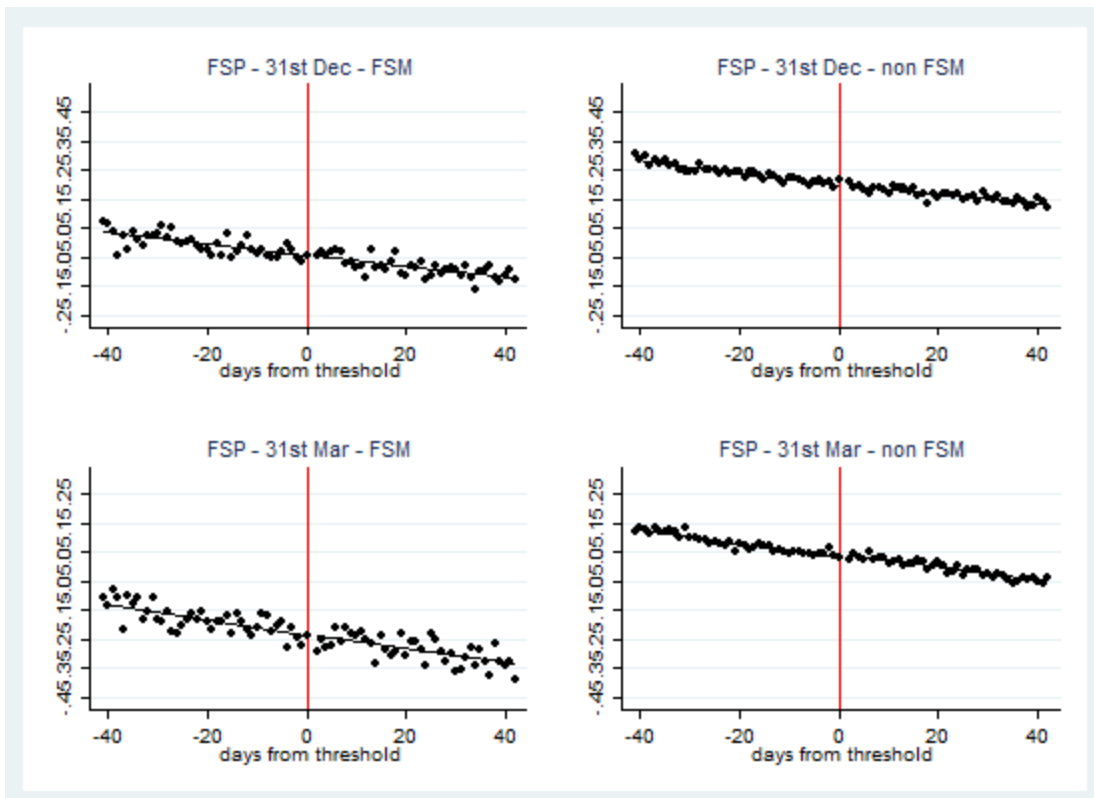 FSP - 31st Dec - FSM
-.25-.15-.05.05.15.25.35.45
-40 -20 0 20 40
days from threshold
FSP - 31st Dec - non FSM
-.25-.15-.05.05.15.25.35.45
-40 -20 0 20 40
days from threshold
FSP - 31st Mar - FSM
-.45-.35-.25-.15-.05.05.15.25
-40 -20 0 20 40
days from threshold
FSP - 31st Mar - non FSM
-.45-.35-.25-.15-.05.05.15.25
-40 -20 0 20 40
days from threshold